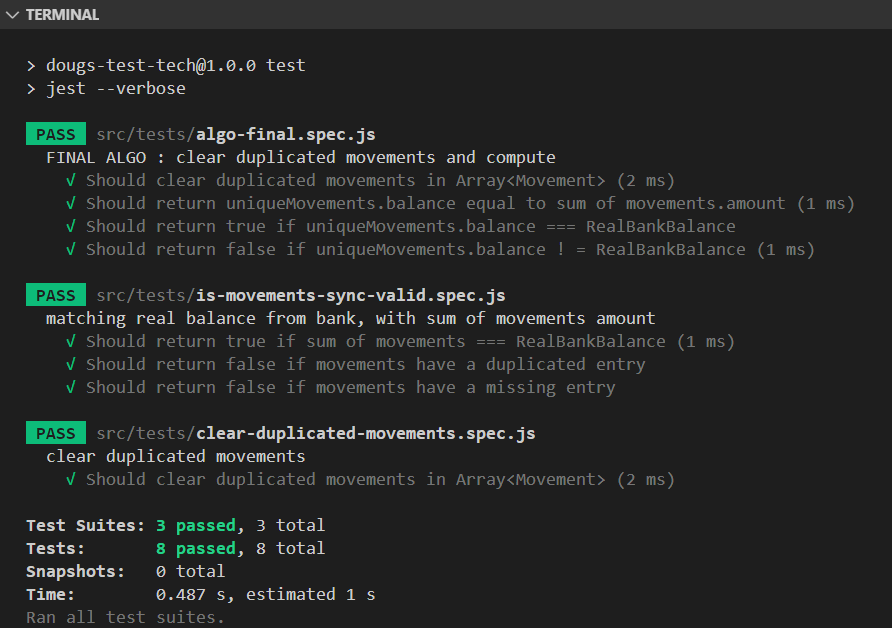 TERMINAL
> dougs-test-tech@1.0.0 test
> jest --verbose
PASS src/tests/algo-final.spec.js
FINAL ALGO : clear duplicated movements and compute
√ Should clear duplicated movements in Array<Movement> (2 ms)
√ Should return uniqueMovements.balance equal to sum of movements.amount (1 ms)
√ Should return true if uniqueMovements.balance === RealBankBalance
√ Should return false if uniqueMovements.balance ! = RealBankBalance (1 ms)
PASS src/tests/is-movements-sync-valid.spec.js
matching real balance from bank, with sum of movements amount
√ Should return true if sum of movements === RealBankBalance (1 ms)
√ Should return false if movements have a duplicated entry
√ Should return false if movements have a missing entry
PASS src/tests/clear-duplicated-movements.spec.js
clear duplicated movements
√ Should clear duplicated movements in Array<Movement> (2 ms)
Test Suites: 3 passed, 3 total
Tests: 8 passed, 8 total
Snapshots: 0 total
Time: 0.487 s, estimated 1 s
Ran all test suites.